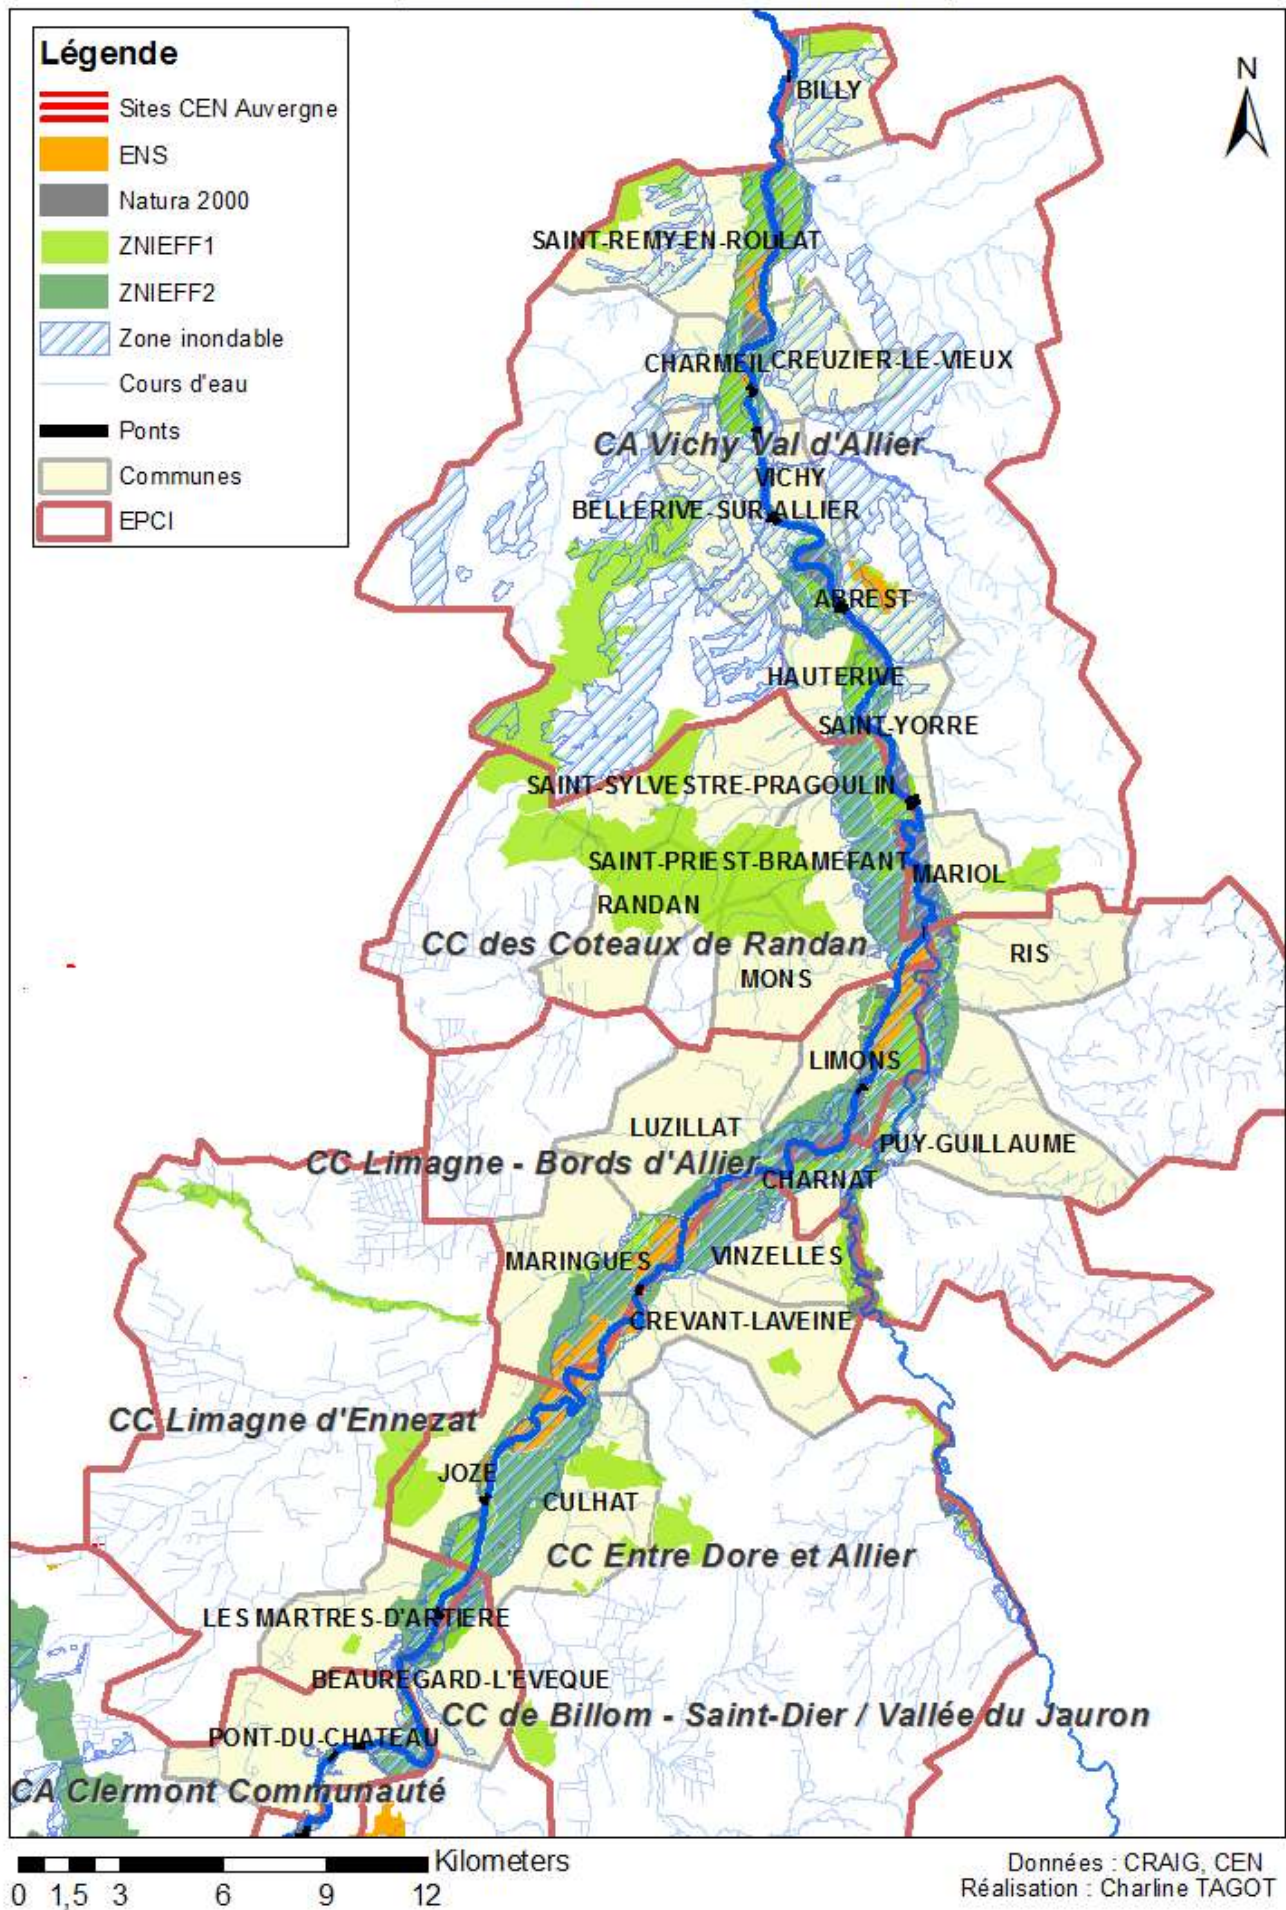 Légende
Sites CEN Auvergne
ENS
Natura 2000
ZNIEFF1
ZNIEFF2
Zone inondable
Cours d'eau
Ponts
Communes
EPCI
N
BILLY
SAINT-REMY-EN-ROLLAT
CHARMEIL
CREUZIER-LE-VIEUX
CA Vichy Val d'Allier
VICHY
BELLERIVE-SUR-ALLIER
ABREST
HAUTERIVE
SAINT-YORRE
SAINT-SYLVESTRE-PRAGOULIN
SAINT-PRIEST-BRAMEFANT
MARIOL
RANDAN
CC des Coteaux de Randan
RIS
MONS
LIMONS
LUZILLAT
PUY-GUILLAUME
CC Limagne - Bords d'Allier
CHARNAT
MARINGUES
VINZELLES
CREVANT-LAVEINE
CC Limagne d'Ennezat
JOZE
CULHAT
CC Entre Dore et Allier
LES MARTRES-D'ARTIERE
BEAUREGARD-L'EVEQUE
CC de Billom - Saint-Dier / Vallée du Jauron
PONT-DU-CHATEAU
CA Clermont Communauté
Kilometers
0 1,5 3 6 9 12
Données : CRAIG, CEN
Réalisation : Charline TAGOT